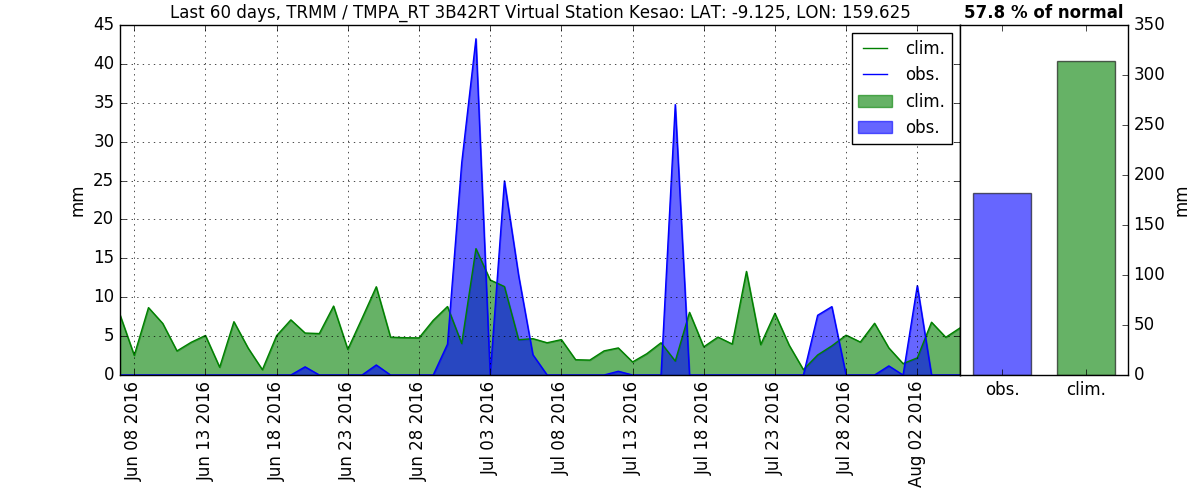 Last 60 days, TRMM / TMPA_RT 3B42RT Virtual Station Kesao: LAT: -9.125, LON: 159.625
57.8 % of normal
45
40
35
30
25
20
15
10
5
0
mm
clim.
obs.
clim.
obs.
Jun 08 2016
Jun 13 2016
Jun 18 2016
Jun 23 2016
Jun 28 2016
Jul 03 2016
Jul 08 2016
Jul 13 2016
Jul 18 2016
Jul 23 2016
Jul 28 2016
Aug 02 2016
350
300
250
200
150
100
50
0
mm
obs.
clim.